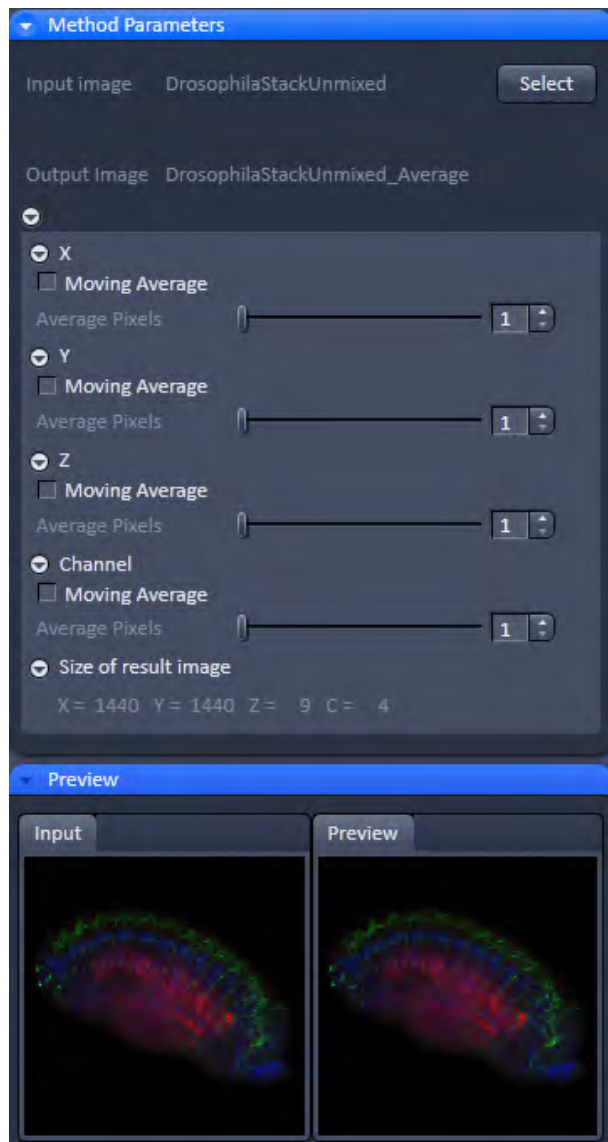 Method Parameters
Input image DrosophilaStackUnmixed Select
Output Image DrosophilaStackUnmixed_Average
X
Moving Average
Average Pixels 1
Y
Moving Average
Average Pixels 1
Z
Moving Average
Average Pixels 1
Channel
Moving Average
Average Pixels 1
Size of result image
X = 1440 Y = 1440 Z = 9 C = 4
Preview
Input Preview